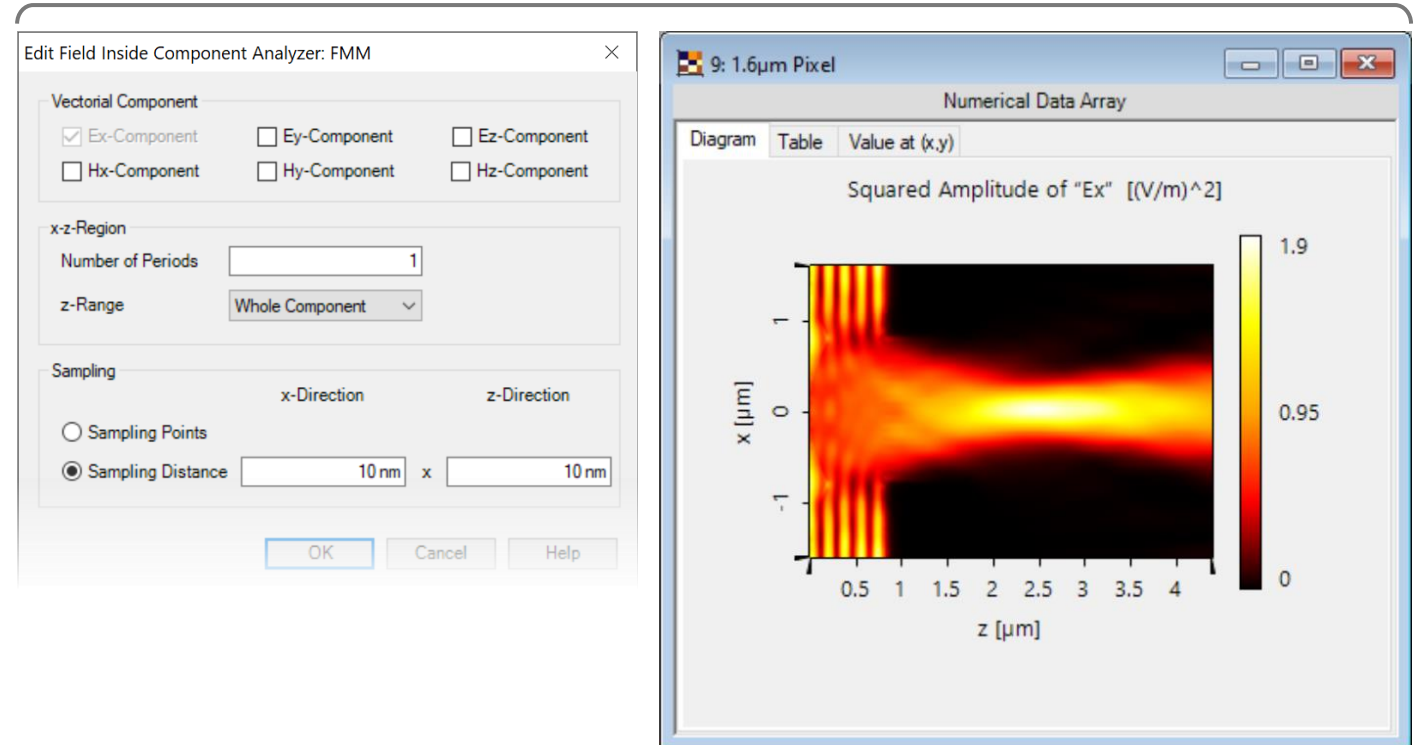 Edit Field Inside Component Analyzer: FMM
Vectorial Component
Ex-Component Ey-Component Ez-Component
Hx-Component Hy-Component Hz-Component
x-z-Region
Number of Periods 1
z-Range Whole Component
Sampling
x-Direction z-Direction
Sampling Points
Sampling Distance 10 nm x 10 nm
OK Cancel Help
9: 1.6µm Pixel
Numerical Data Array
Diagram Table Value at (x,y)
Squared Amplitude of “Ex” [(V/m)^2]
1.9
0.95
0
x [µm]
1
0
-1
0.5 1 1.5 2 2.5 3 3.5 4
z [µm]